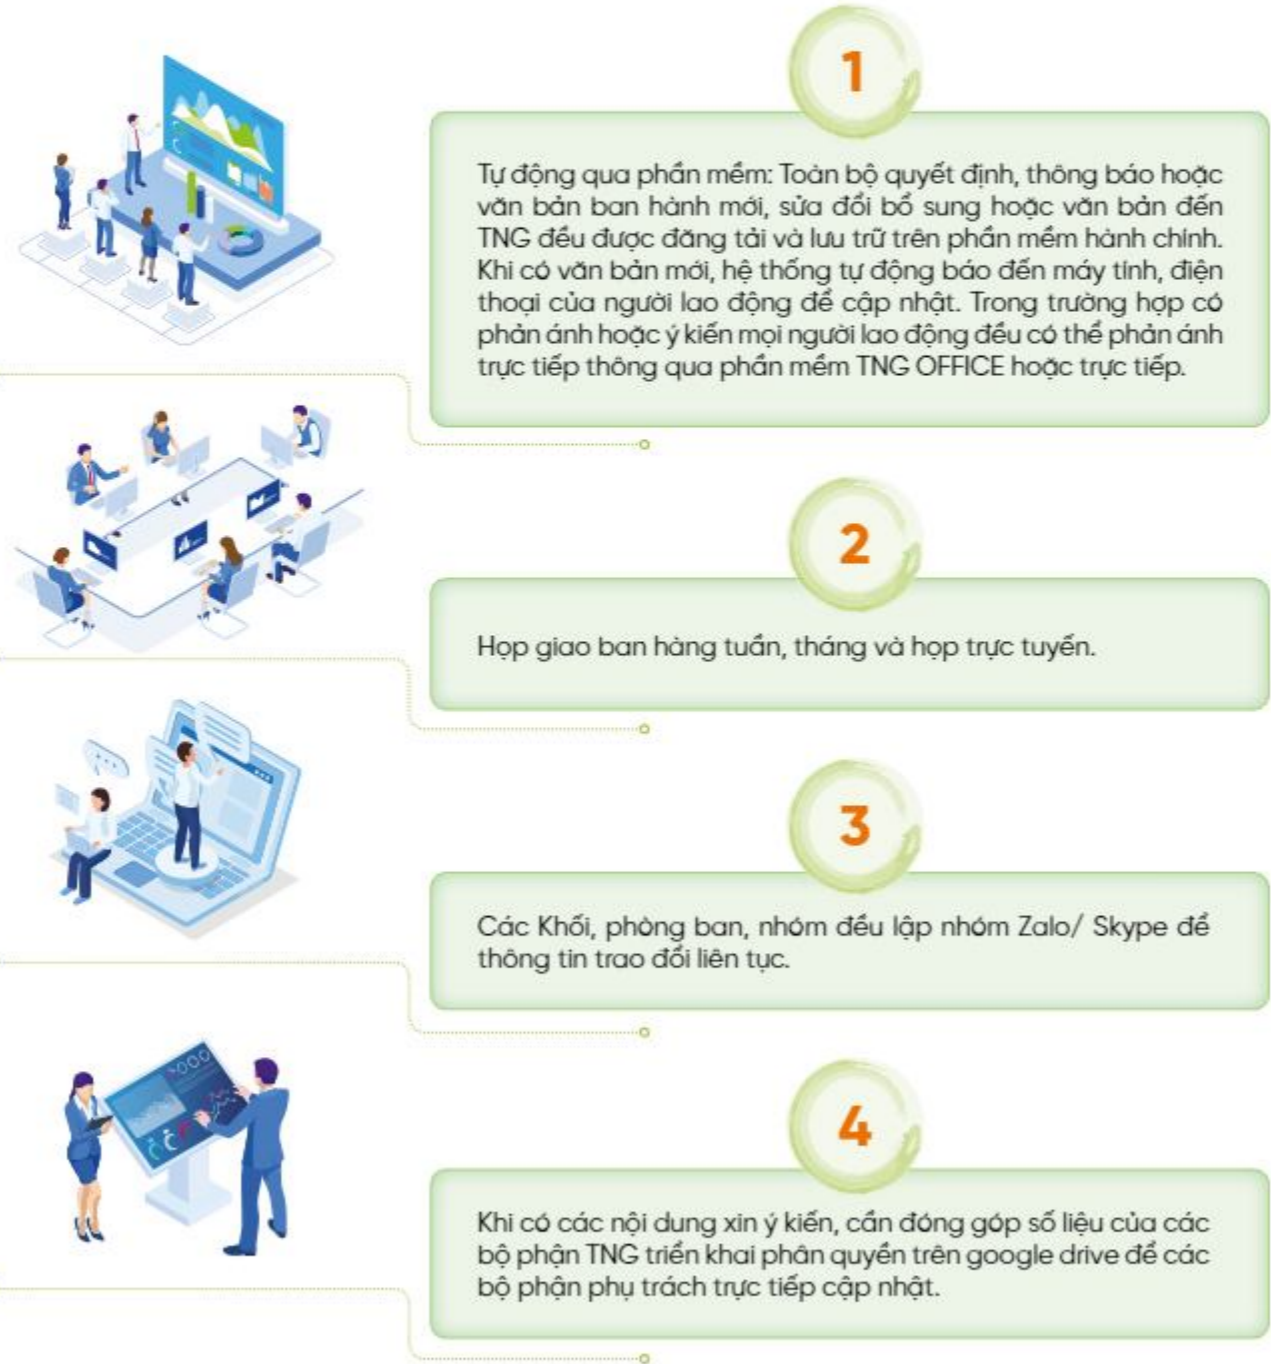 1
Tự động qua phần mềm: Toàn bộ quyết định, thông báo hoặc
văn bản ban hành mới, sửa đổi bổ sung hoặc văn bản đến
TNG đều được đăng tải và lưu trữ trên phần mềm hành chính.
Khi có văn bản mới, hệ thống tự động báo đến máy tính, điện
thoại của người lao động để cập nhật. Trong trường hợp có
phản ánh hoặc ý kiến mọi người lao động đều có thể phản ánh
trực tiếp thông qua phần mềm TNG OFFICE hoặc trực tiếp.
2
Họp giao ban hàng tuần, tháng và họp trực tuyến.
3
Các Khối, phòng ban, nhóm đều lập nhóm Zalo/ Skype để
thông tin trao đổi liên tục.
4
Khi có các nội dung xin ý kiến, cần đóng góp số liệu của các
bộ phận TNG triển khai phân quyền trên google drive để các
bộ phận phụ trách trực tiếp cập nhật.